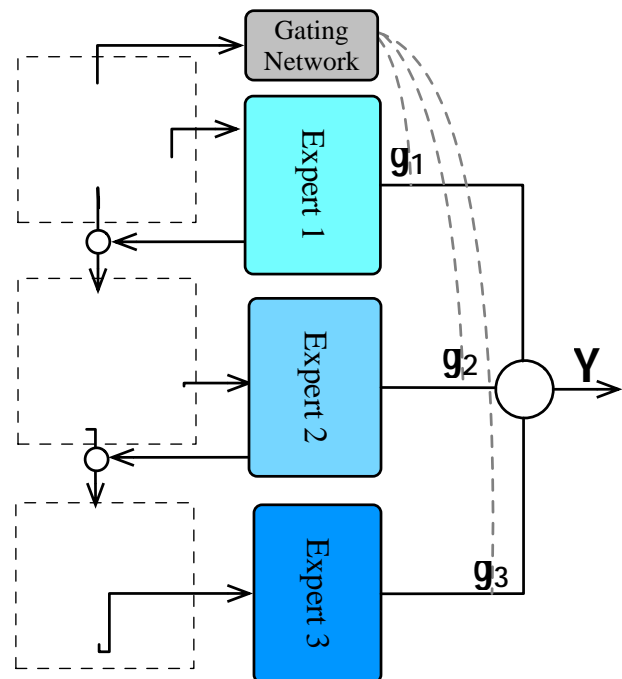 Gating
Network
Expert 1
g1
Expert 2
g2
Y
Expert 3
g3